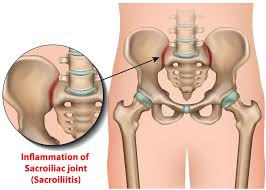 Inflammation of
Sacroiliac joint
(Sacroiliitis)